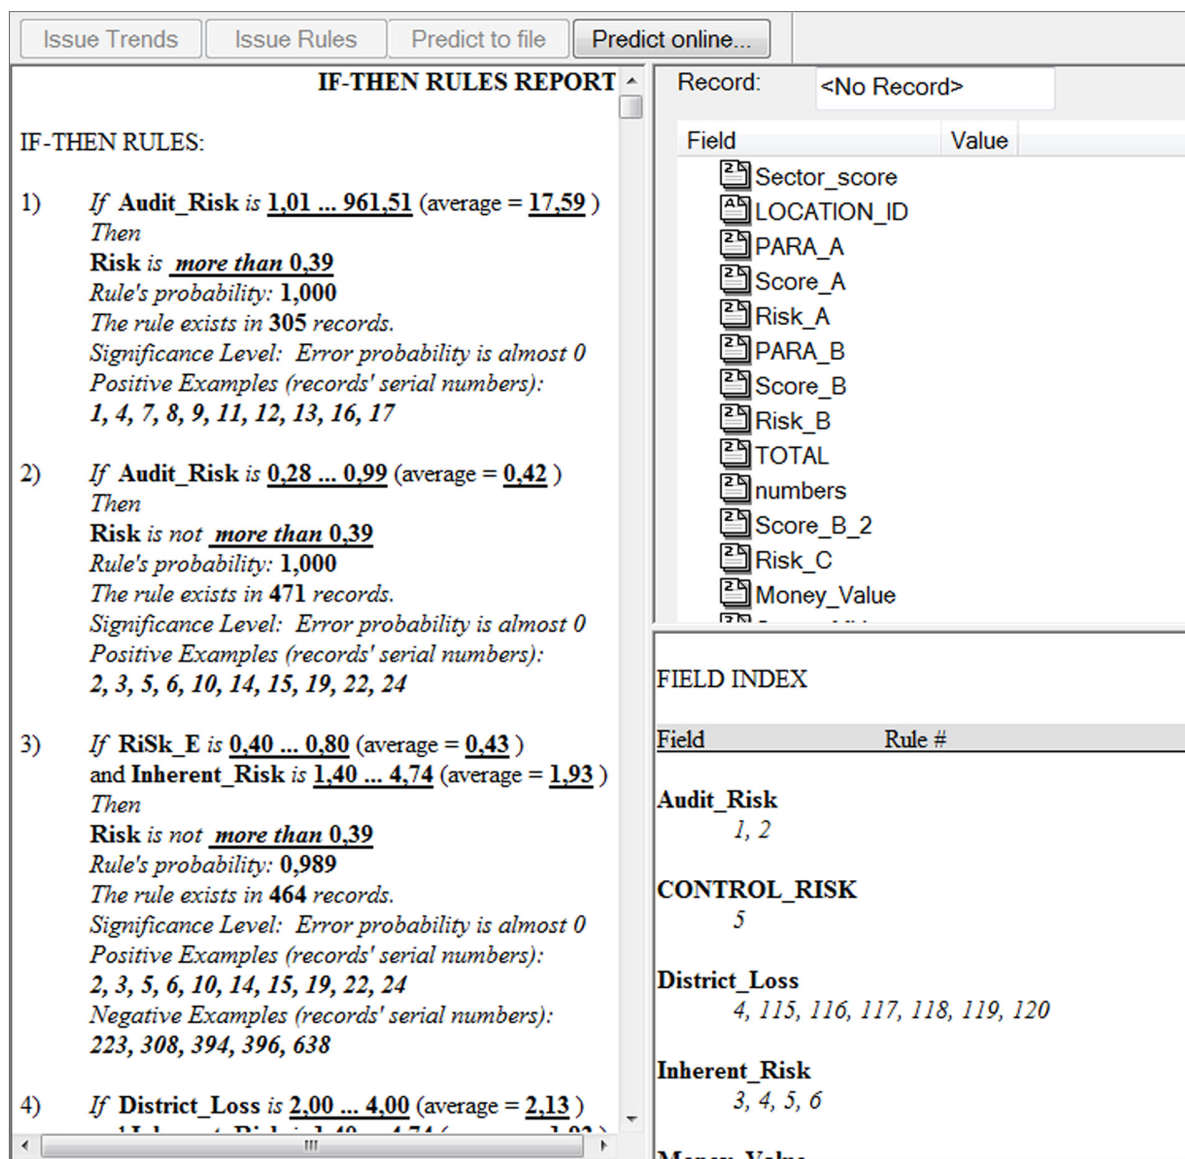 Issue Trends Issue Rules Predict to file Predict online...
IF-THEN RULES REPORT
IF-THEN RULES:
1) If Audit_Risk is 1,01 ... 961,51 (average = 17,59 )
Then
Risk is more than 0,39
Rule's probability: 1,000
The rule exists in 305 records.
Significance Level: Error probability is almost 0
Positive Examples (records' serial numbers):
1, 4, 7, 8, 9, 11, 12, 13, 16, 17
2) If Audit_Risk is 0,28 ... 0,99 (average = 0,42 )
Then
Risk is not more than 0,39
Rule's probability: 1,000
The rule exists in 471 records.
Significance Level: Error probability is almost 0
Positive Examples (records' serial numbers):
2, 3, 5, 6, 10, 14, 15, 19, 22, 24
3) If RiSk_E is 0,40 ... 0,80 (average = 0,43 )
and Inherent_Risk is 1,40 ... 4,74 (average = 1,93 )
Then
Risk is not more than 0,39
Rule's probability: 0,989
The rule exists in 464 records.
Significance Level: Error probability is almost 0
Positive Examples (records' serial numbers):
2, 3, 5, 6, 10, 14, 15, 19, 22, 24
Negative Examples (records' serial numbers):
223, 308, 394, 396, 638
4) If District_Loss is 2,00 ... 4,00 (average = 2,13 )
Record: <No Record>
Field Value
Sector_score
LOCATION_ID
PARA_A
Score_A
Risk_A
PARA_B
Score_B
Risk_B
TOTAL
numbers
Score_B_2
Risk_C
Money_Value
FIELD INDEX
Field Rule #
Audit_Risk
1, 2
CONTROL_RISK
5
District_Loss
4, 115, 116, 117, 118, 119, 120
Inherent_Risk
3, 4, 5, 6
Money_Value